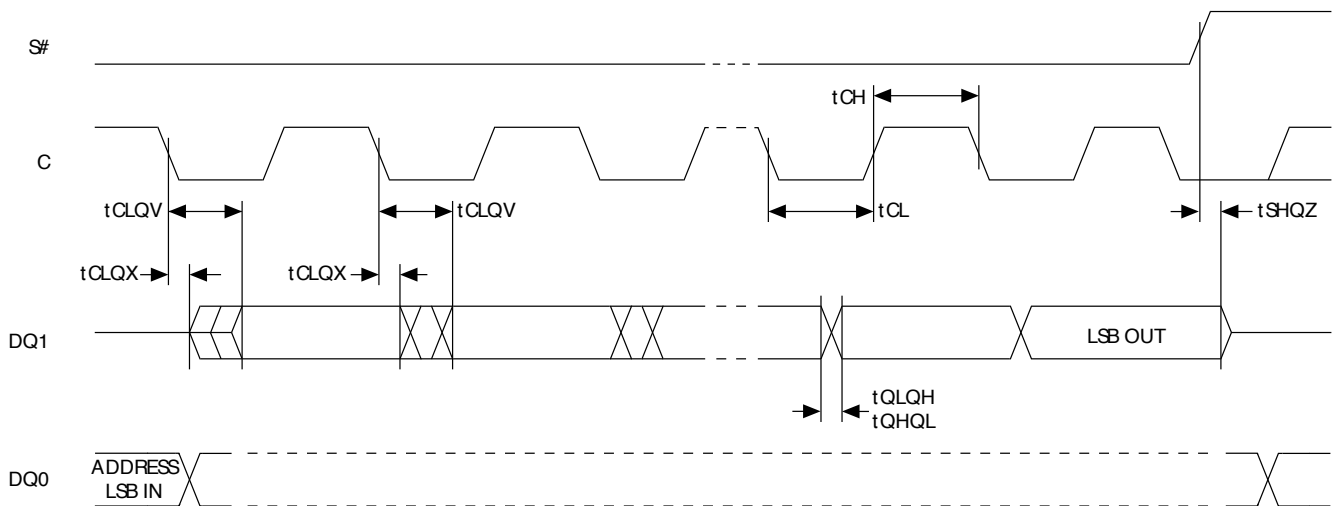 S#
tCH
C
tCLQV
tCLQV
tCL
tSHQZ
tCLQX
tCLQX
DQ1
LSB OUT
tQLQH
tQHQL
DQ0
ADDRESS
LSB IN